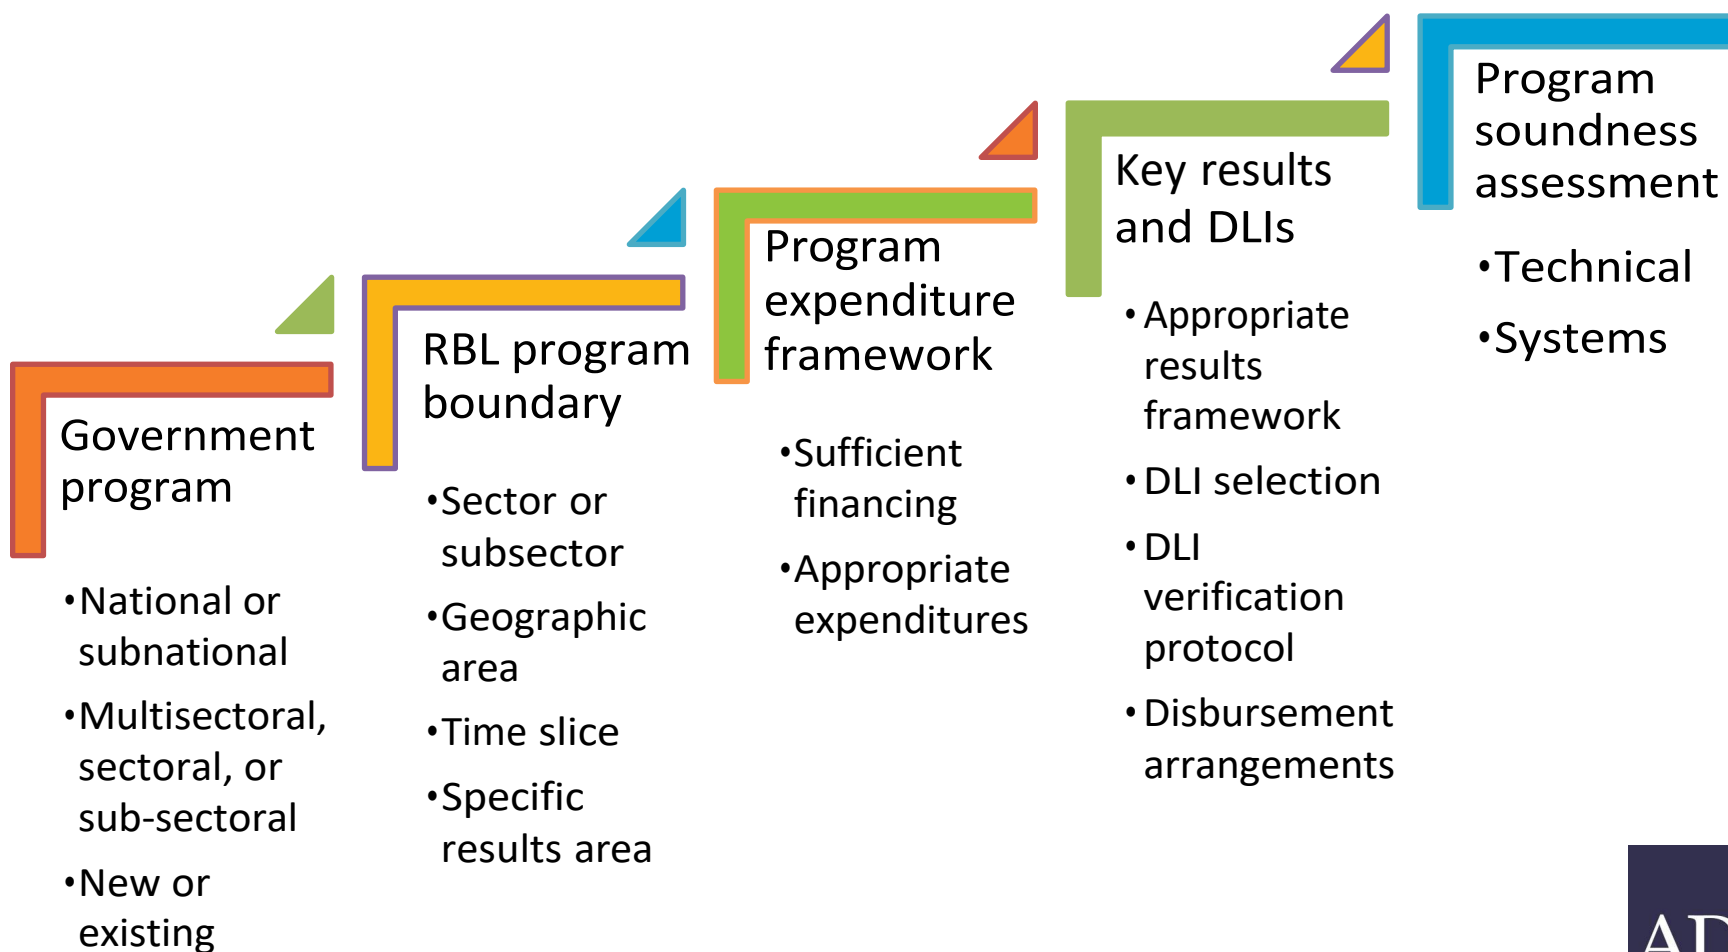 Government
program
•National or
subnational
•Multisectoral,
sectoral, or
sub-sectoral
•New or
existing
RBL program
boundary
•Sector or
subsector
•Geographic
area
•Time slice
•Specific
results area
Program
expenditure
framework
•Sufficient
financing
•Appropriate
expenditures
Key results
and DLIs
•Appropriate
results
framework
•DLI selection
•DLI
verification
protocol
•Disbursement
arrangements
Program
soundness
assessment
•Technical
•Systems